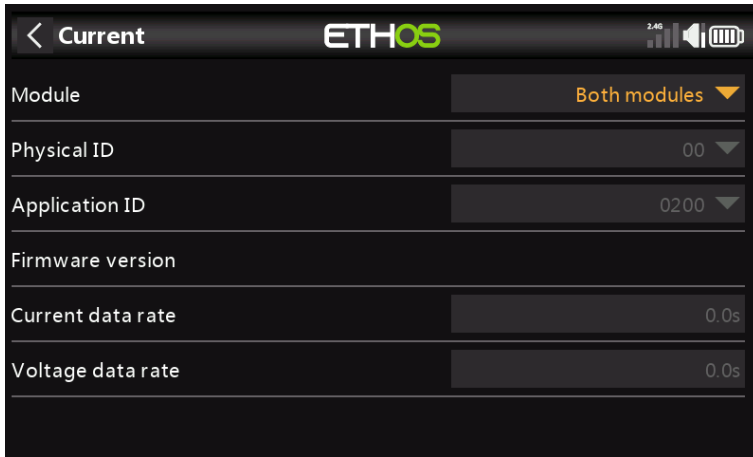 Current
ETHOS
2.4G
Module
Both modules
Physical ID
00
Application ID
0200
Firmware version
Current data rate
0.0s
Voltage data rate
0.0s